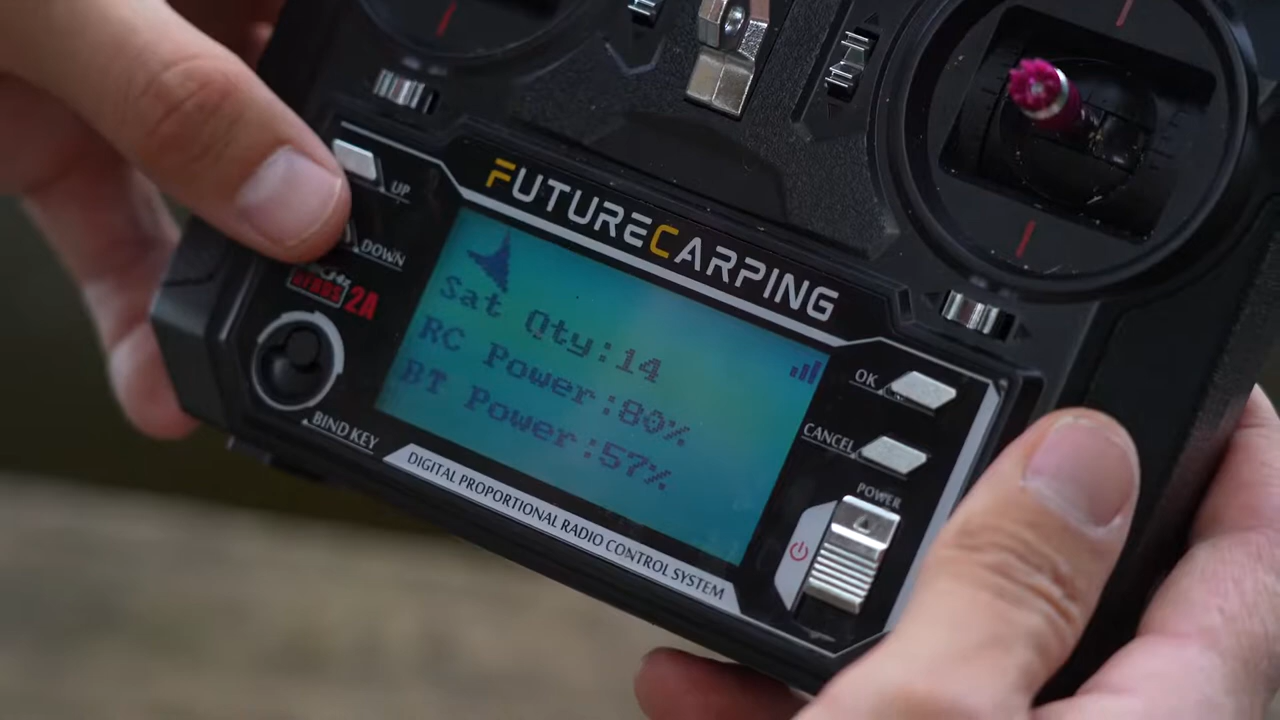 UP
DOWN
2A
FUTURECARPING
Sat Qty:14
RC Power:80%
BT Power:57%
OK
CANCEL
POWER
BIND KEY
DIGITAL PROPORTIONAL RADIO CONTROL SYSTEM